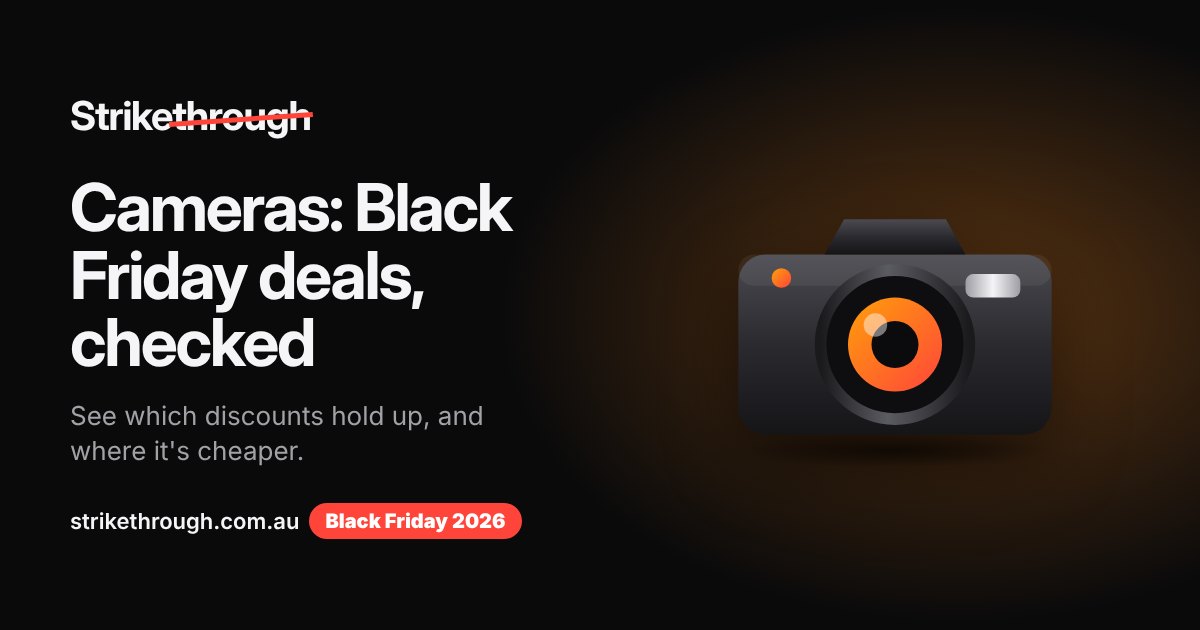 Strikethrough
Cameras: Black
Friday deals,
checked
See which discounts hold up, and
where it's cheaper.
strikethrough.com.au Black Friday 2026